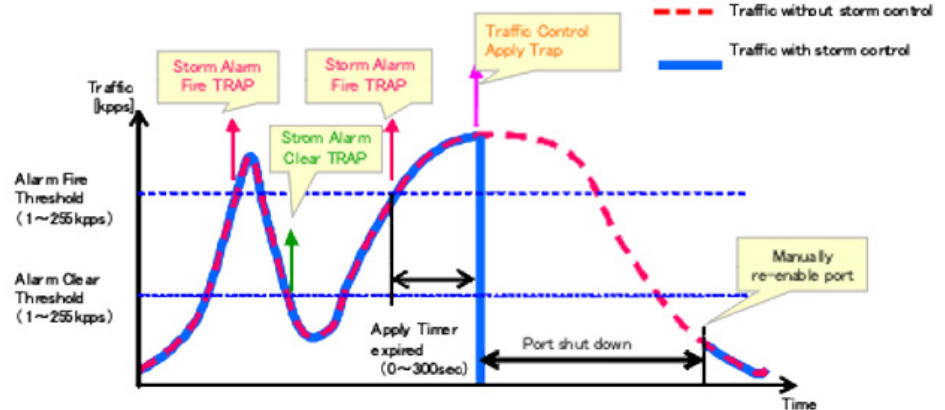 Traffic without storm control
Traffic with storm control
Traffic Control
Apply Trap
Storm Alarm
Fire TRAP
Storm Alarm
Fire TRAP
Strom Alarm
Clear TRAP
Traffic
[kpps]
Alarm Fire
Threshold
(1～255kpps)
Alarm Clear
Threshold
(1～255kpps)
Manually
re-enable port
Apply Timer
expired
(0～300sec)
Port shut down
Time